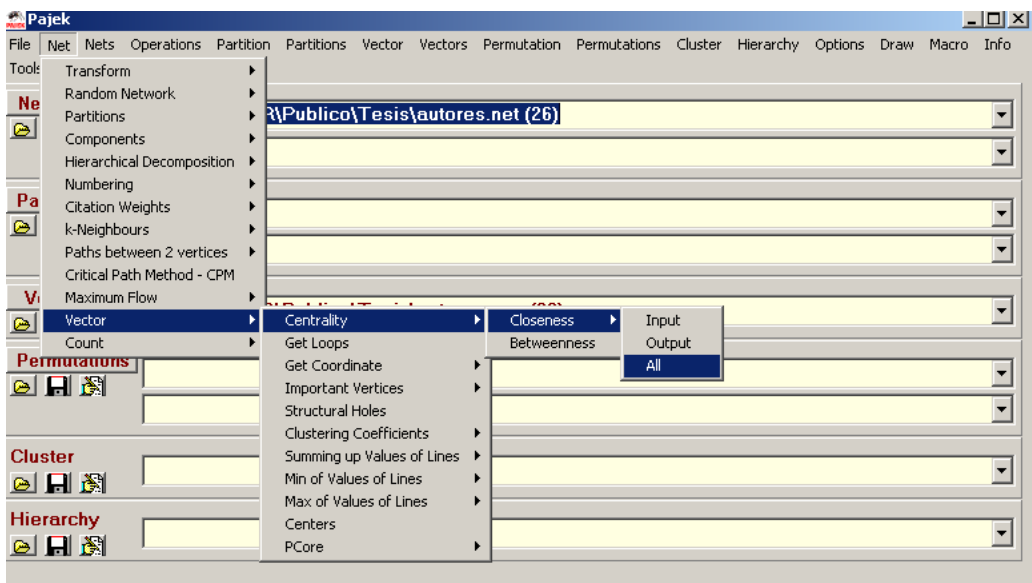 Pajek
File Net Nets Operations Partition Partitions Vector Vectors Permutation Permutations Cluster Hierarchy Options Draw Macro Info
Tools
Transform
Random Network
Ne
\Publico\Tesis\autores.net (26)
Partitions
Components
Hierarchical Decomposition
Numbering
Pa
Citation Weights
k-Neighbours
Paths between 2 vertices
Critical Path Method - CPM
Maximum Flow
Vector
Centrality
Closeness
Input
Count
Get Loops
Betweenness
Output
Permutations
Get Coordinate
All
Important Vertices
Structural Holes
Clustering Coefficients
Cluster
Summing up Values of Lines
Min of Values of Lines
Max of Values of Lines
Hierarchy
Centers
PCore